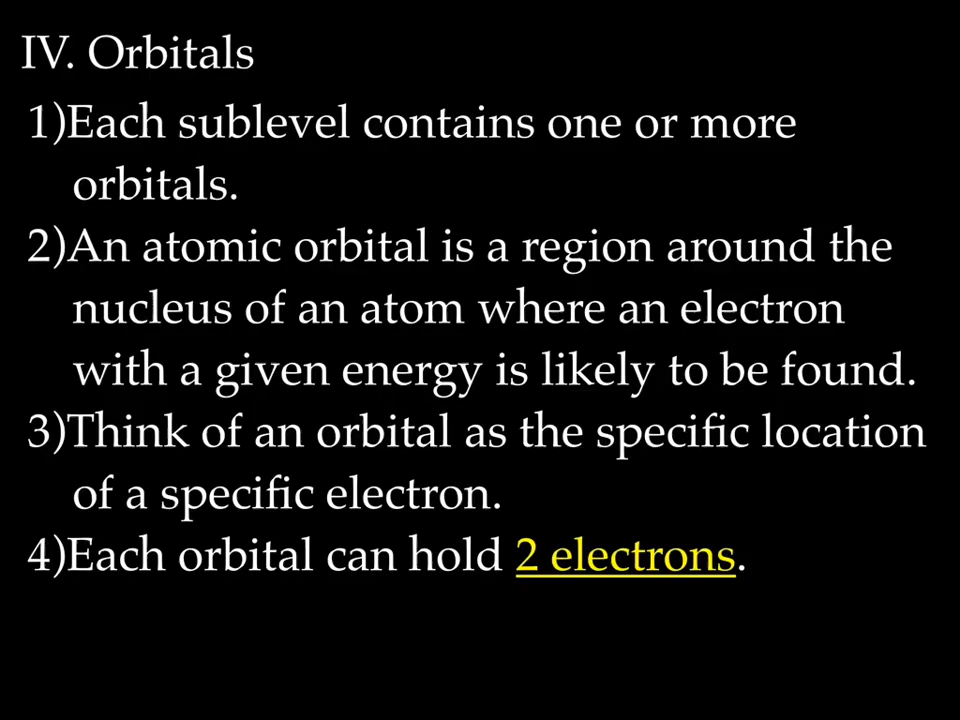 IV. Orbitals
1)Each sublevel contains one or more
orbitals.
2)An atomic orbital is a region around the
nucleus of an atom where an electron
with a given energy is likely to be found.
3)Think of an orbital as the specific location
of a specific electron.
4)Each orbital can hold 2 electrons.